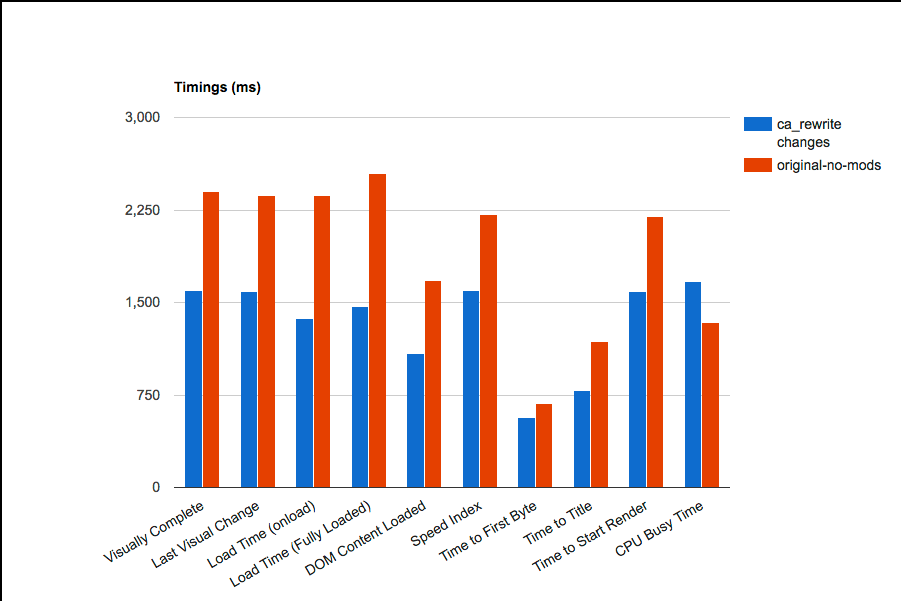 Timings (ms)
3,000
2,250
1,500
750
0
ca_rewrite
changes
original-no-mods
Visually Complete
Last Visual Change
Load Time (onload)
Load Time (Fully Loaded)
DOM Content Loaded
Speed Index
Time to First Byte
Time to Title
Time to Start Render
CPU Busy Time